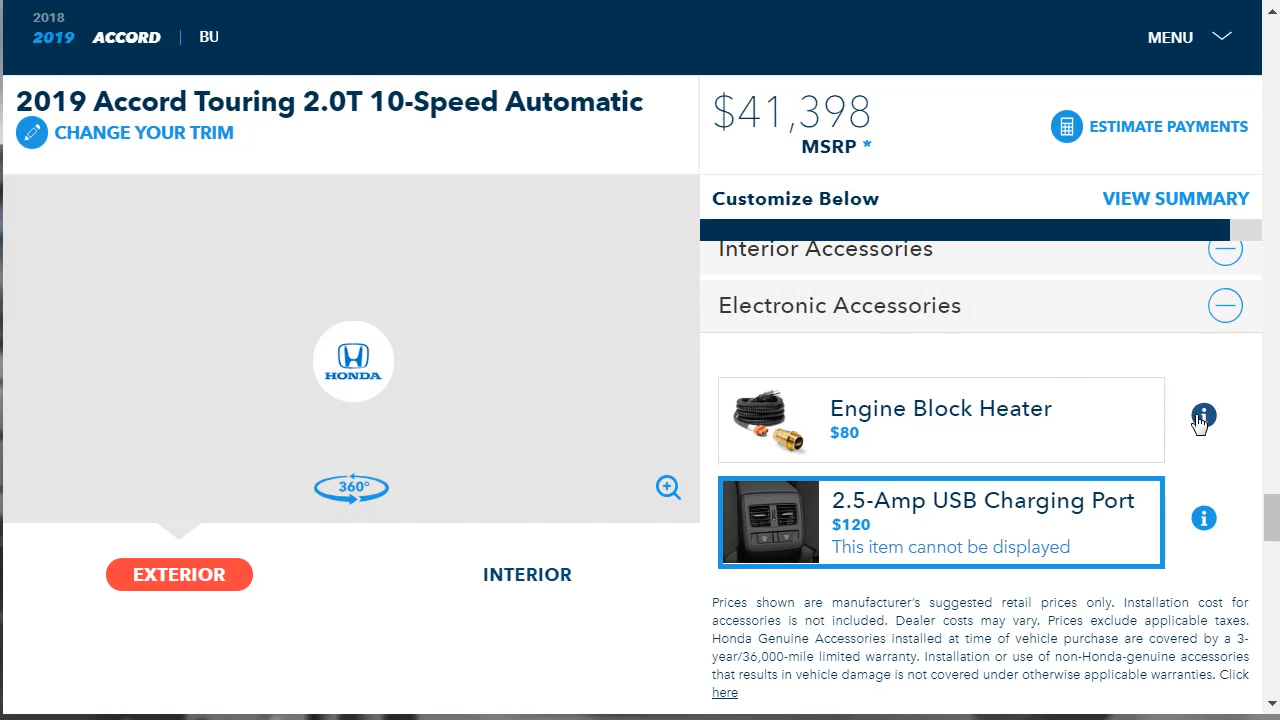 2018
2019 ACCORD | BU
MENU
2019 Accord Touring 2.0T 10-Speed Automatic
CHANGE YOUR TRIM
$41,398
MSRP *
ESTIMATE PAYMENTS
Customize Below
VIEW SUMMARY
Interior Accessories
Electronic Accessories
HONDA
360°
EXTERIOR
INTERIOR
Engine Block Heater
$80
2.5-Amp USB Charging Port
$120
This item cannot be displayed
Prices shown are manufacturer's suggested retail prices only. Installation cost for
accessories is not included. Dealer costs may vary. Prices exclude applicable taxes.
Honda Genuine Accessories installed at time of vehicle purchase are covered by a 3-
year/36,000-mile limited warranty. Installation or use of non-Honda-genuine accessories
that results in vehicle damage is not covered under otherwise applicable warranties. Click
here